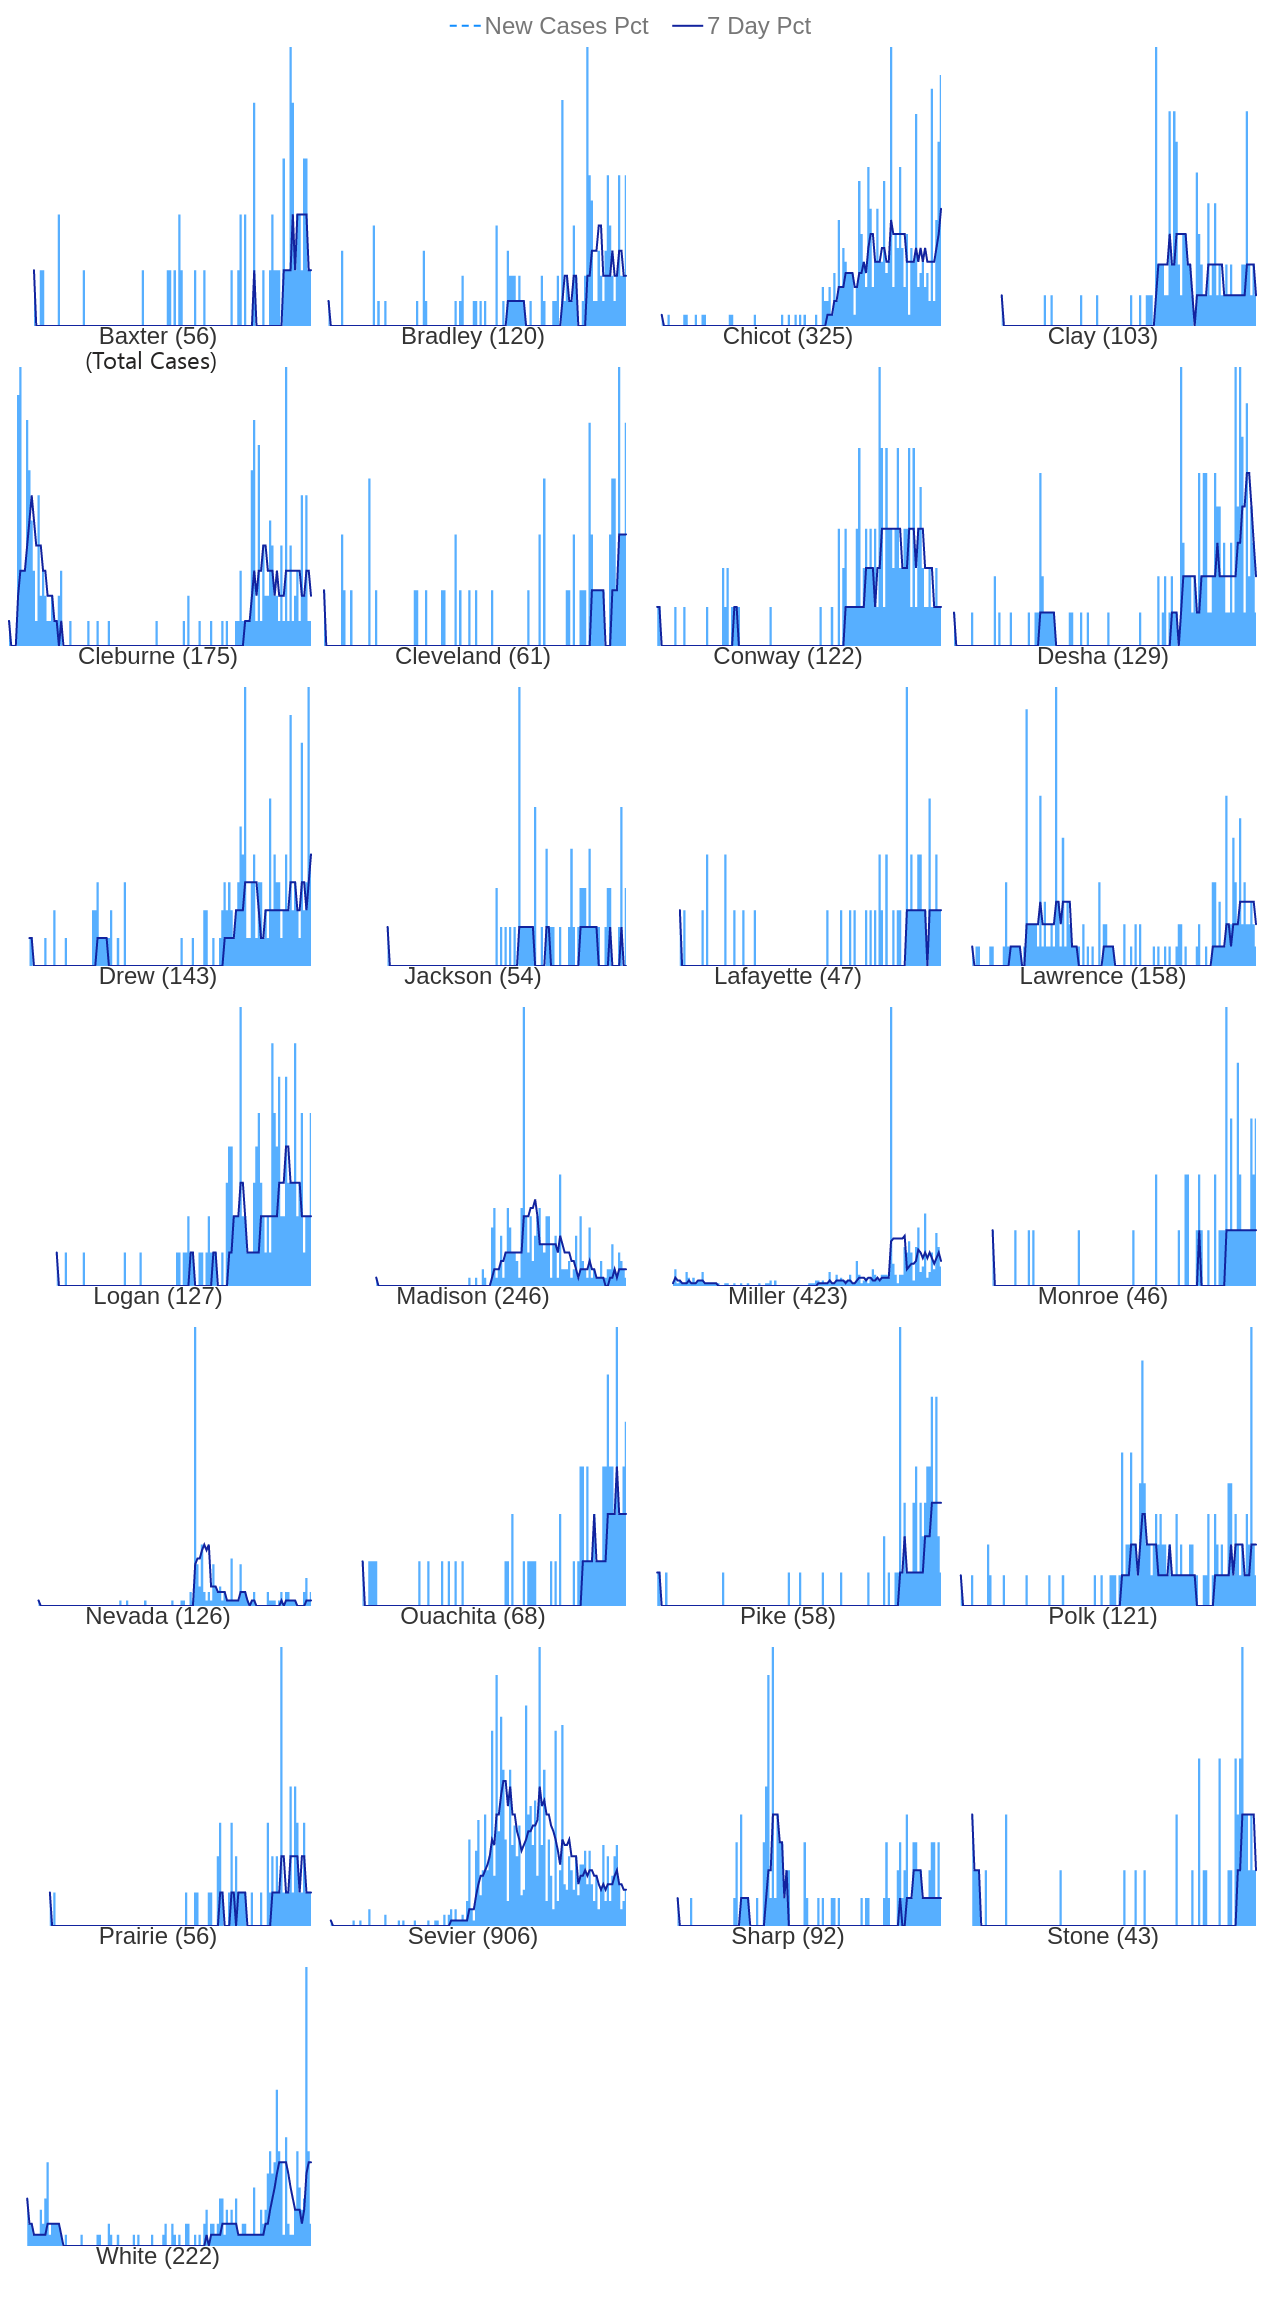 New Cases Pct 7 Day Pct
Baxter (56) Bradley (120) Chicot (325) Clay (103)
(Total Cases)
Cleburne (175) Cleveland (61) Conway (122) Desha (129)
Drew (143) Jackson (54) Lafayette (47) Lawrence (158)
Logan (127) Madison (246) Miller (423) Monroe (46)
Nevada (126) Ouachita (68) Pike (58) Polk (121)
Prairie (56) Sevier (906) Sharp (92) Stone (43)
White (222)